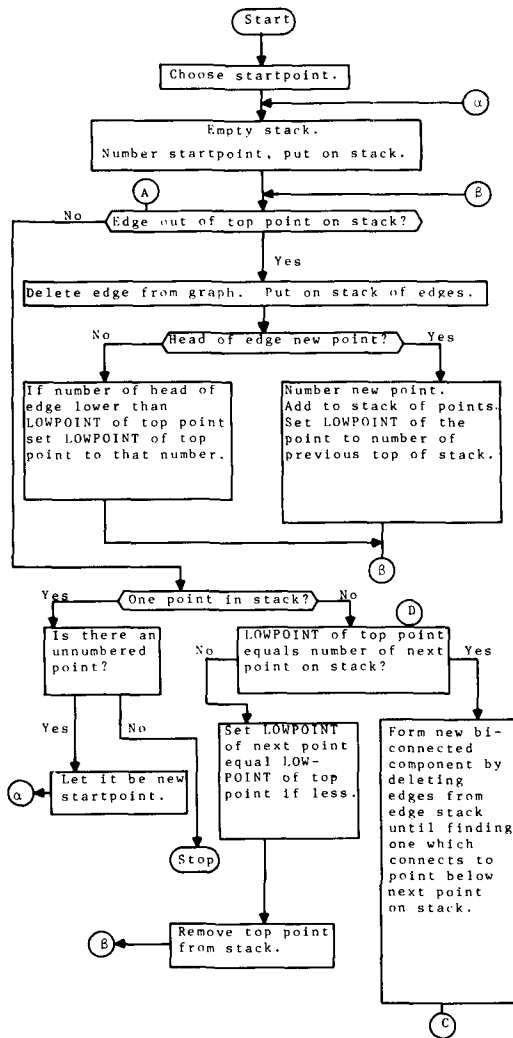 Start
Choose startpoint.
α
Empty stack.
Number startpoint, put on stack.
A
β
No
Edge out of top point on stack?
Yes
Delete edge from graph. Put on stack of edges.
No
Head of edge new point?
Yes
If number of head of
edge lower than
LOWPOINT of top point
set LOWPOINT of top
point to that number.
Number new point.
Add to stack of points.
Set LOWPOINT of the
point to number of
previous top of stack.
β
Yes
One point in stack?
No
D
Is there an
unnumbered
point?
No
LOWPOINT of top point
equals number of next
point on stack?
Yes
Yes
No
Set LOWPOINT
of next point
equal LOW-
POINT of top
point if less.
Form new bi-
connected
component by
deleting
edges from
edge stack
until finding
one which
connects to
point below
next point
on stack.
α
Let it be new
startpoint.
Stop
β
Remove top point
from stack.
C